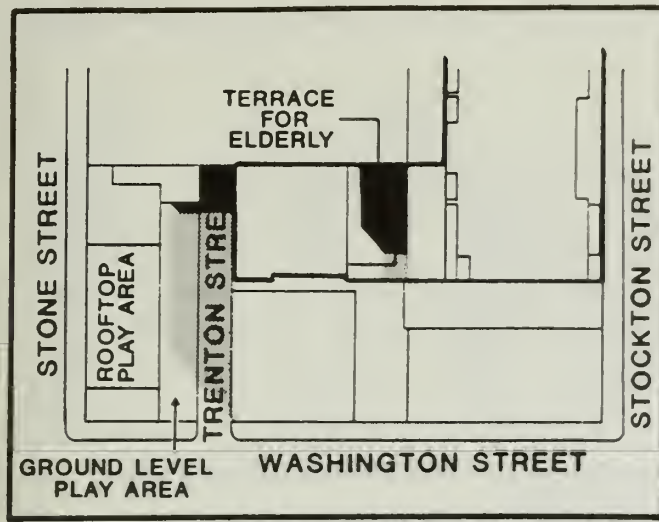 TERRACE
FOR
ELDERLY
STONE STREET
ROOFTOP
PLAY AREA
TRENTON STRE
STOCKTON STREET
GROUND LEVEL
PLAY AREA
WASHINGTON STREET